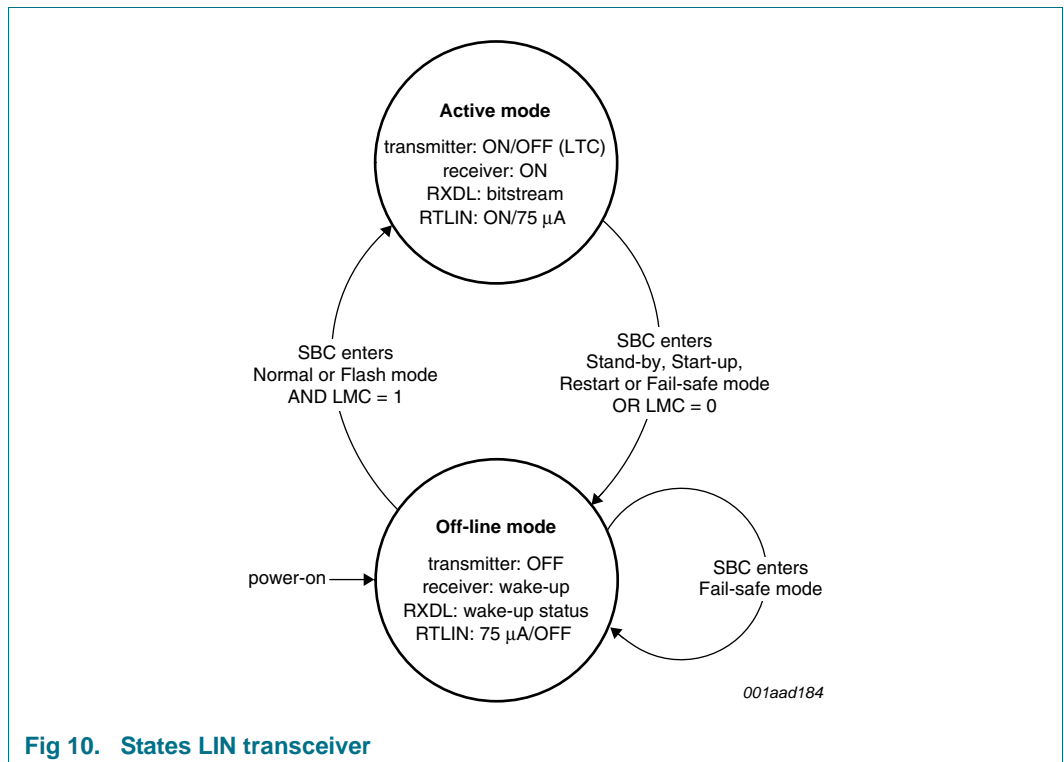 Active mode
transmitter: ON/OFF (LTC)
receiver: ON
RXDL: bitstream
RTLIN: ON/75 μA
SBC enters
Normal or Flash mode
AND LMC = 1
SBC enters
Stand-by, Start-up,
Restart or Fail-safe mode
OR LMC = 0
Off-line mode
transmitter: OFF
receiver: wake-up
RXDL: wake-up status
RTLIN: 75 μA/OFF
power-on
SBC enters
Fail-safe mode
001aad184
Fig 10. States LIN transceiver